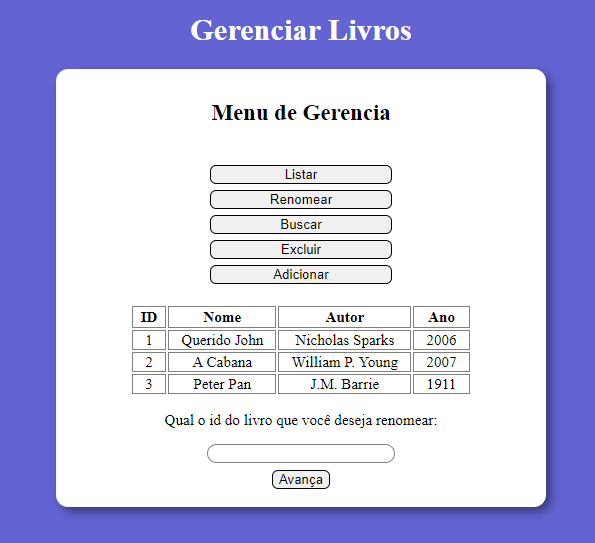 Gerenciar Livros
Menu de Gerencia
Listar
Renomear
Buscar
Excluir
Adicionar
ID Nome Autor Ano
1 Querido John Nicholas Sparks 2006
2 A Cabana William P. Young 2007
3 Peter Pan J.M. Barrie 1911
Qual o id do livro que você deseja renomear:
Avança